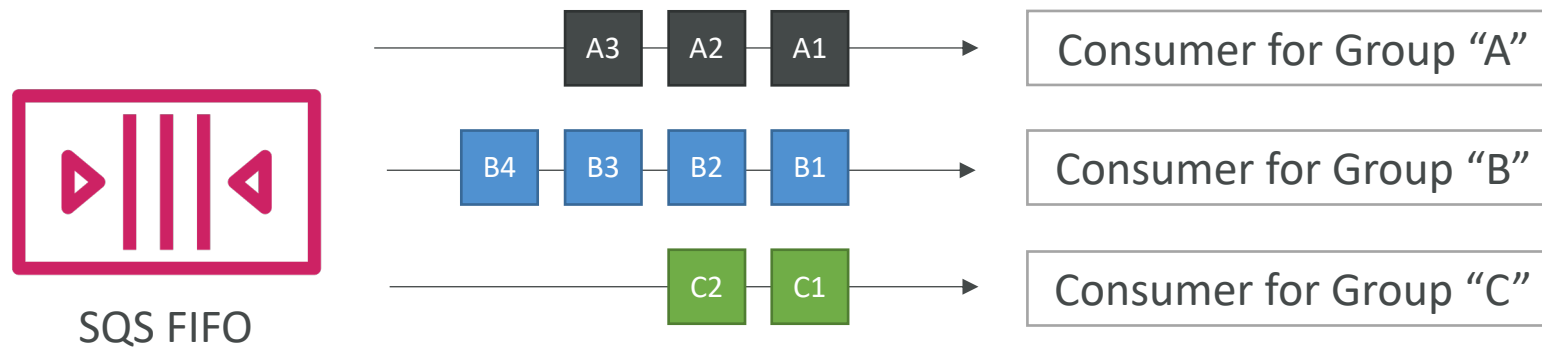 A3 A2 A1
Consumer for Group “A”
B4 B3 B2 B1
Consumer for Group “B”
C2 C1
Consumer for Group “C”
SQS FIFO